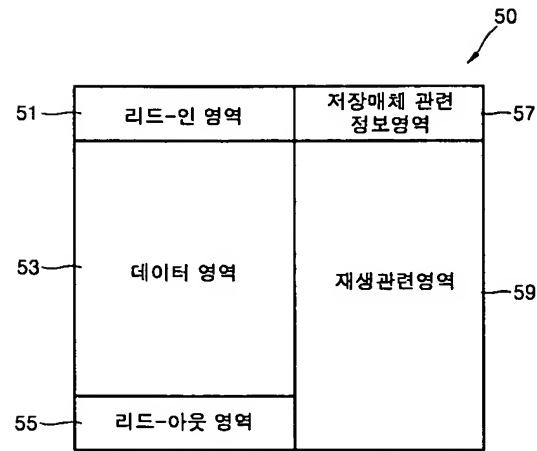 50
51
리드-인 영역
저장매체 관련
정보영역
57
53
데이터 영역
재생관련영역
59
55
리드-아웃 영역